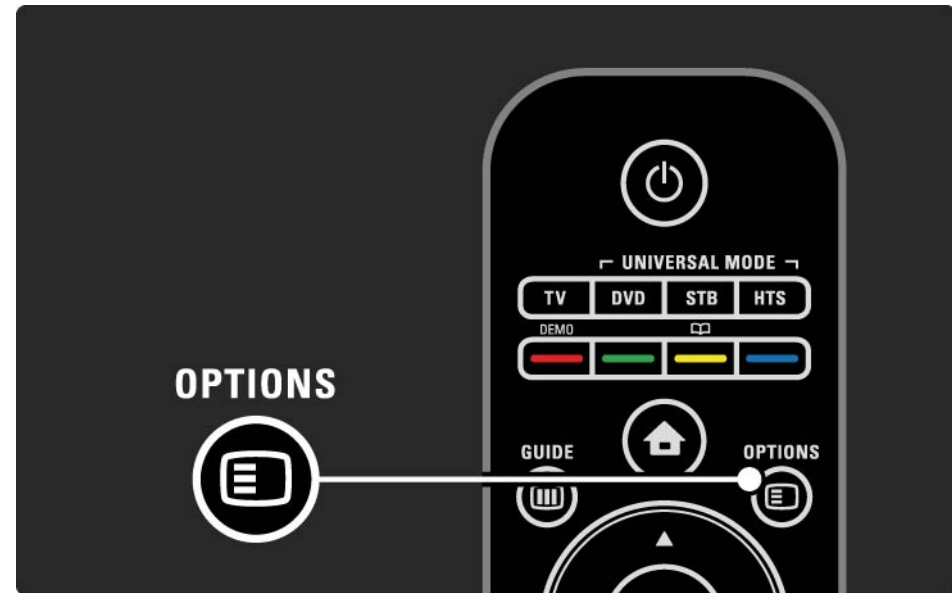 UNIVERSAL MODE
TV DVD STB HTS
DEMO
OPTIONS
GUIDE OPTIONS